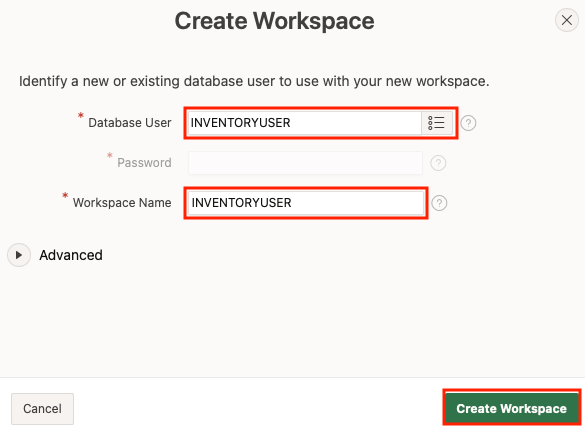 Create Workspace
Identify a new or existing database user to use with your new workspace.
* Database User INVENTORYUSER ?
* Password ?
* Workspace Name INVENTORYUSER ?
Advanced
Cancel Create Workspace